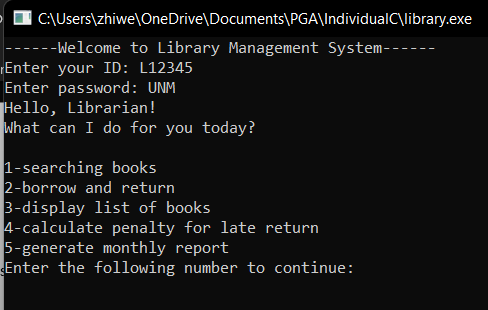 C:\Users\zhiwe\OneDrive\Documents\PGA\IndividualC\library.exe
------Welcome to Library Management System------
Enter your ID: L12345
Enter password: UNM
Hello, Librarian!
What can I do for you today?
1-searching books
2-borrow and return
3-display list of books
4-calculate penalty for late return
5-generate monthly report
Enter the following number to continue: